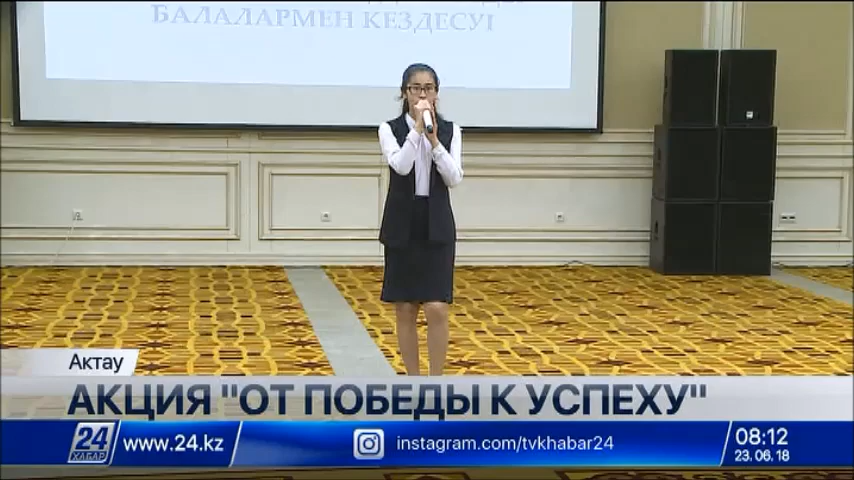 БАЛАЛАРМЕН КЕЗДЕСУІ
Актау
АКЦИЯ "ОТ ПОБЕДЫ К УСПЕХУ"
24
ХАБАР
www.24.kz
instagram.com/tvkhabar24
08:12
23.06.18